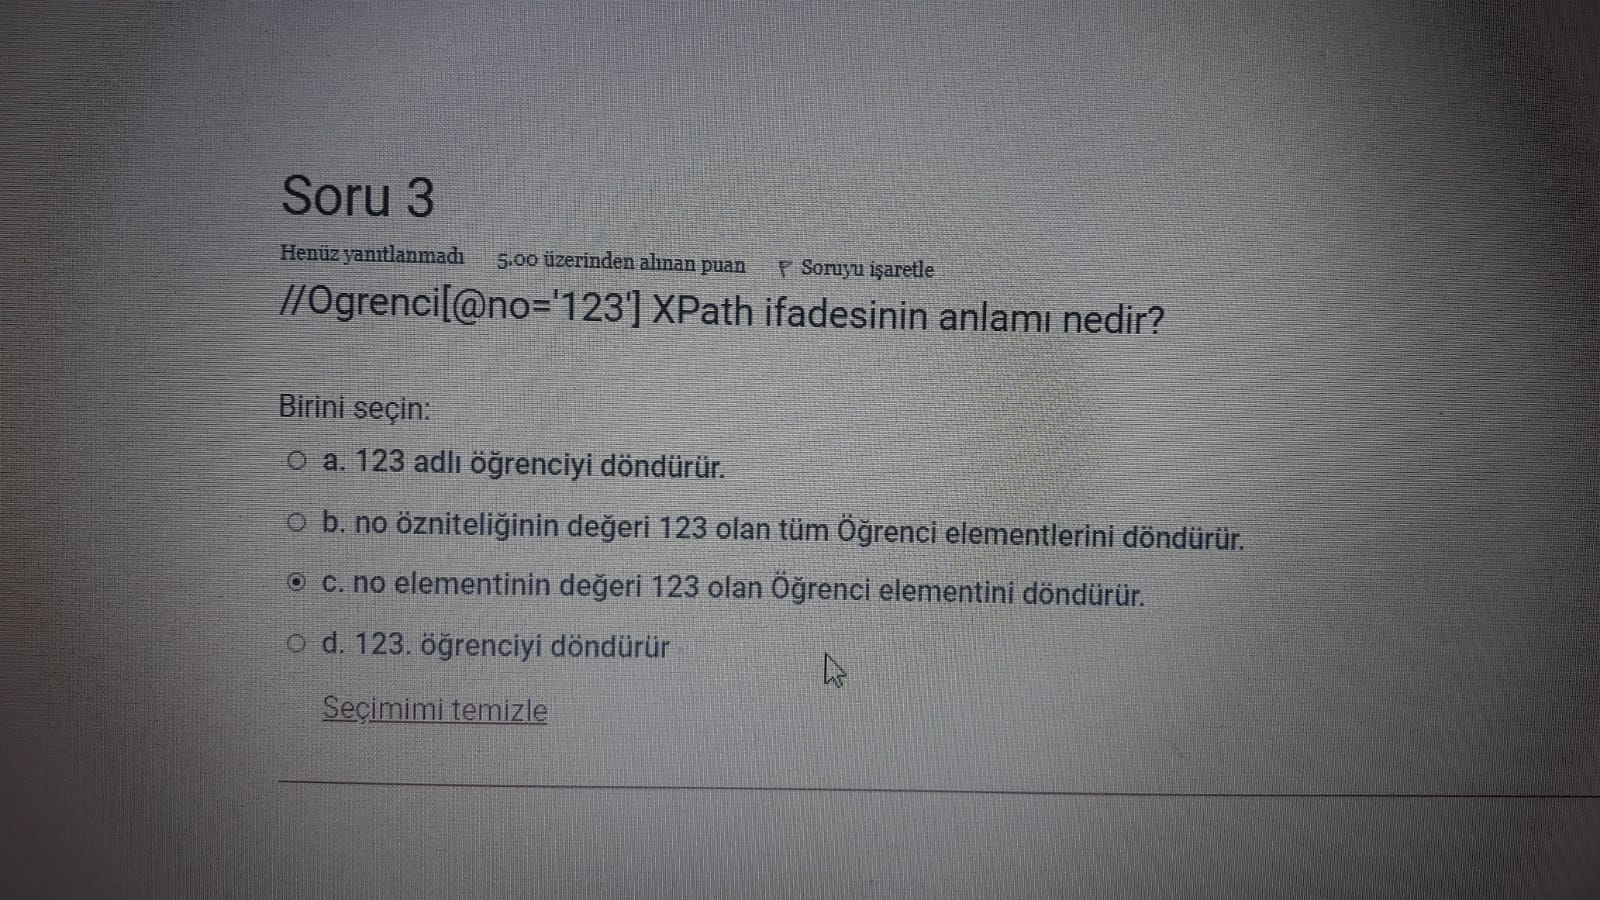 Soru 3
Henüz yanıtlanmadı 5.00 üzerinden alınan puan Soruyu işaretle
//Ogrenci[@no='123'] XPath ifadesinin anlamı nedir?
Birini seçin:
a. 123 adlı öğrenciyi döndürür.
b. no özniteliğinin değeri 123 olan tüm Öğrenci elementlerini döndürür.
c. no elementinin değeri 123 olan Öğrenci elementini döndürür.
d. 123. öğrenciyi döndürür
Seçimimi temizle